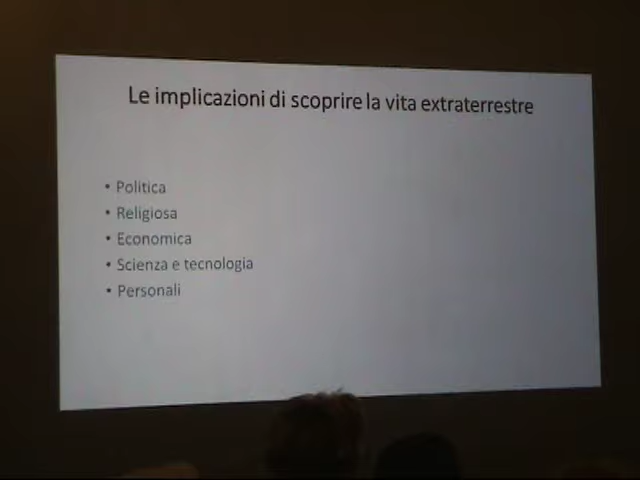 Le implicazioni di scoprire la vita extraterrestre
• Politica
• Religiosa
• Economica
• Scienza e tecnologia
• Personali